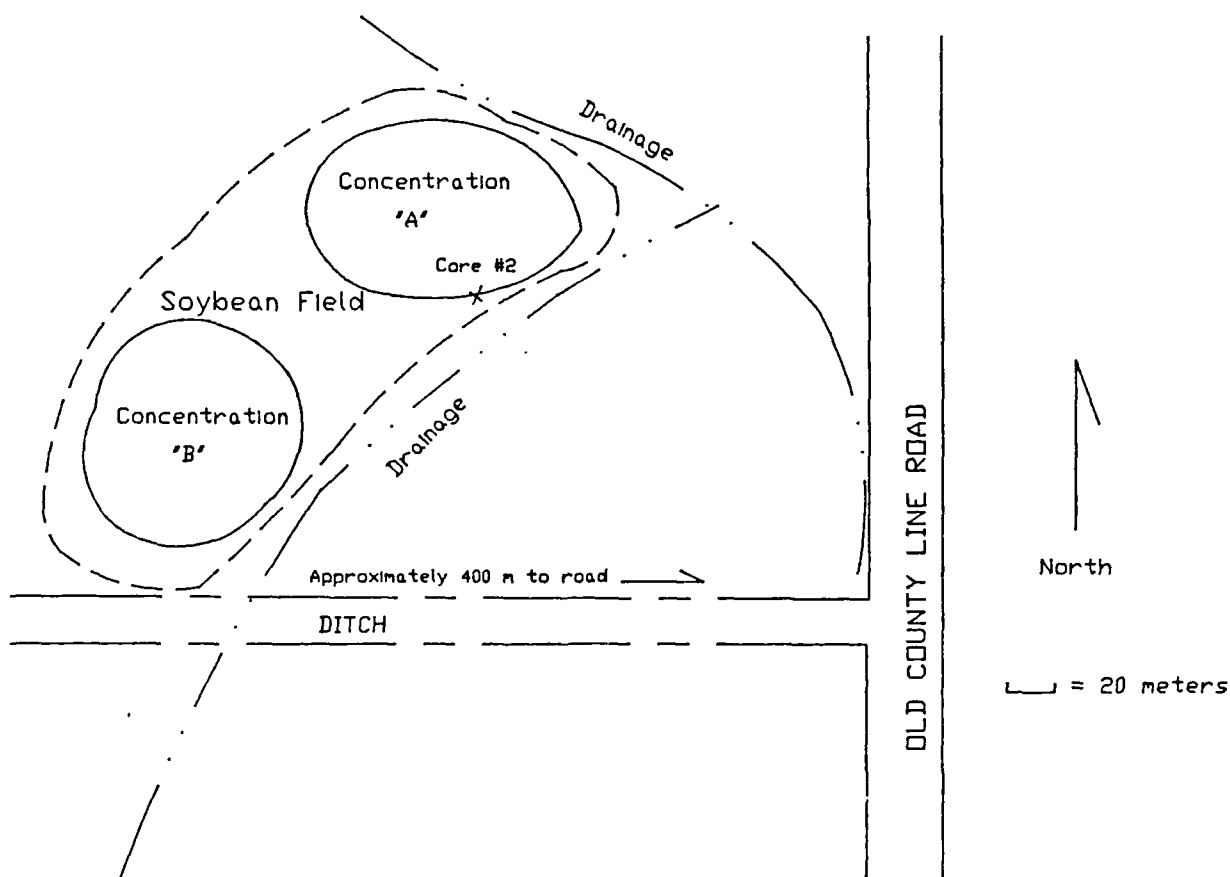 Drainage
Concentration
"A"
Core #2
Soybean Field
Concentration
"B"
Drainage
Approximately 400 m to road
DITCH
OLD COUNTY LINE ROAD
North
= 20 meters